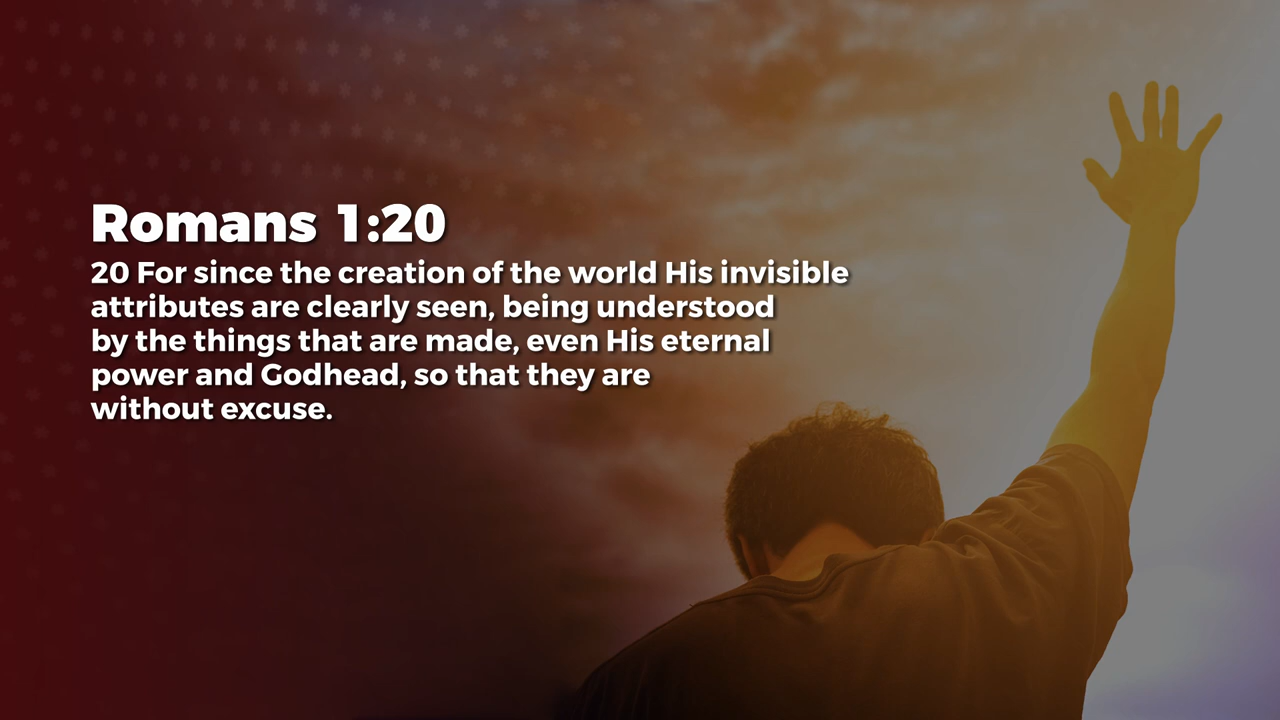 Romans 1:20
20 For since the creation of the world His invisible
attributes are clearly seen, being understood
by the things that are made, even His eternal
power and Godhead, so that they are
without excuse.